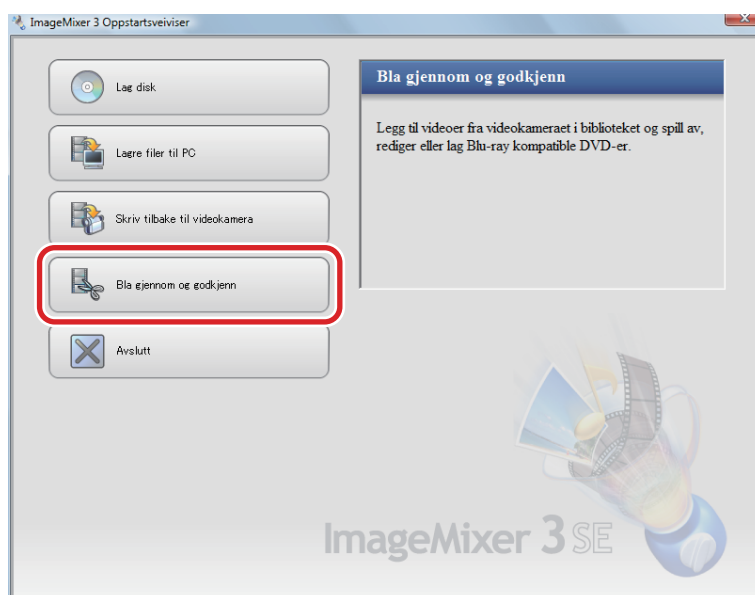 ImageMixer 3 Oppstartsveiviser
Lag disk
Lagre filer til PC
Skriv tilbake til videokamera
Bla gjennom og godkjenn
Avslutt
Bla gjennom og godkjenn
Legg til videoer fra videokameraet i biblioteket og spill av,
rediger eller lag Blu-ray kompatible DVD-er.
ImageMixer 3 SE